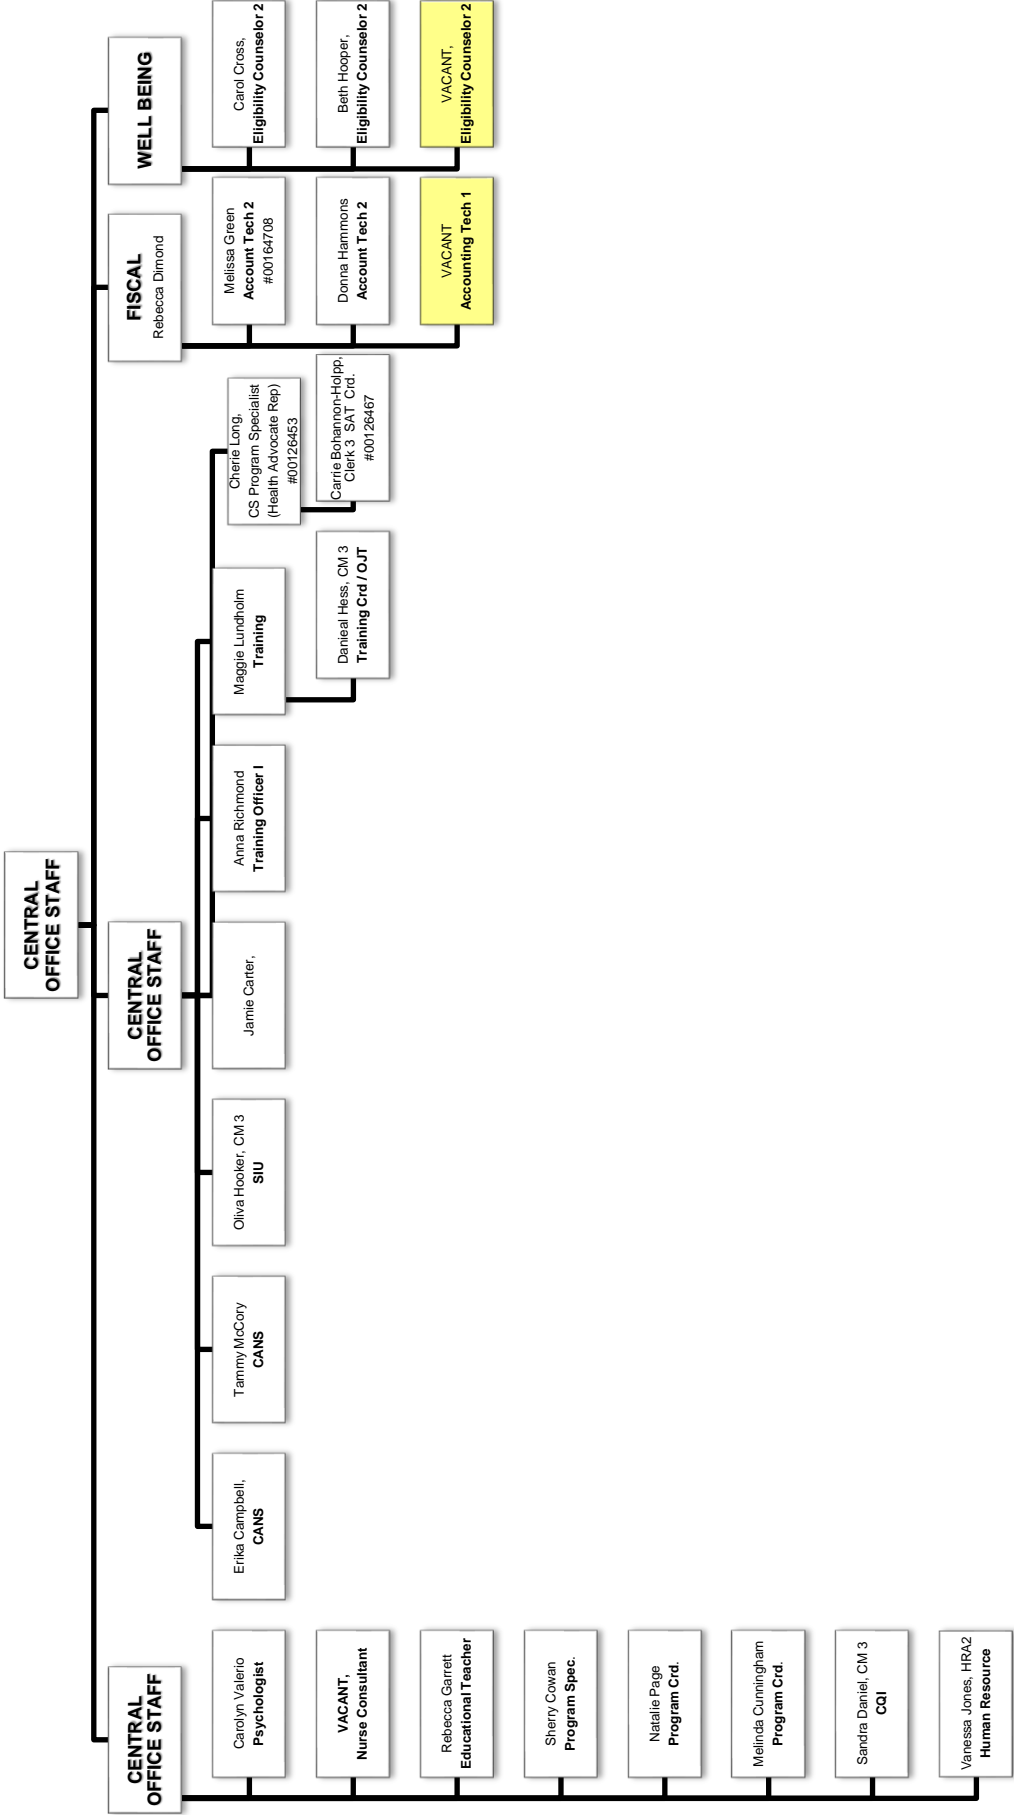 CENTRAL
OFFICE STAFF
CENTRAL
OFFICE STAFF
Carolyn Valerio
Psychologist
VACANT,
Nurse Consultant
Rebecca Garrett
Educational Teacher
Sherry Cowan
Program Spec.
Natalie Page
Program Crd.
Melinda Cunningham
Program Crd.
Sandra Daniel, CM 3
CQI
Vanessa Jones, HRA2
Human Resource
CENTRAL
OFFICE STAFF
Erika Campbell,
CANS
Tammy McCory
CANS
Oliva Hooker, CM 3
SIU
Jamie Carter,
Anna Richmond
Training Officer I
Maggie Lundholm
Training
Danieal Hess, CM 3
Training Crd / OJT
Cherie Long,
CS Program Specialist
(Health Advocate Rep)
#00126453
Carrie Bohannon-Holpp,
Clerk 3 SAT Crd.
#00126467
FISCAL
Rebecca Dimond
Melissa Green
Account Tech 2
#00164708
Donna Hammons
Account Tech 2
VACANT
Accounting Tech 1
WELL BEING
Carol Cross,
Eligibility Counselor 2
Beth Hooper,
Eligibility Counselor 2
VACANT,
Eligibility Counselor 2